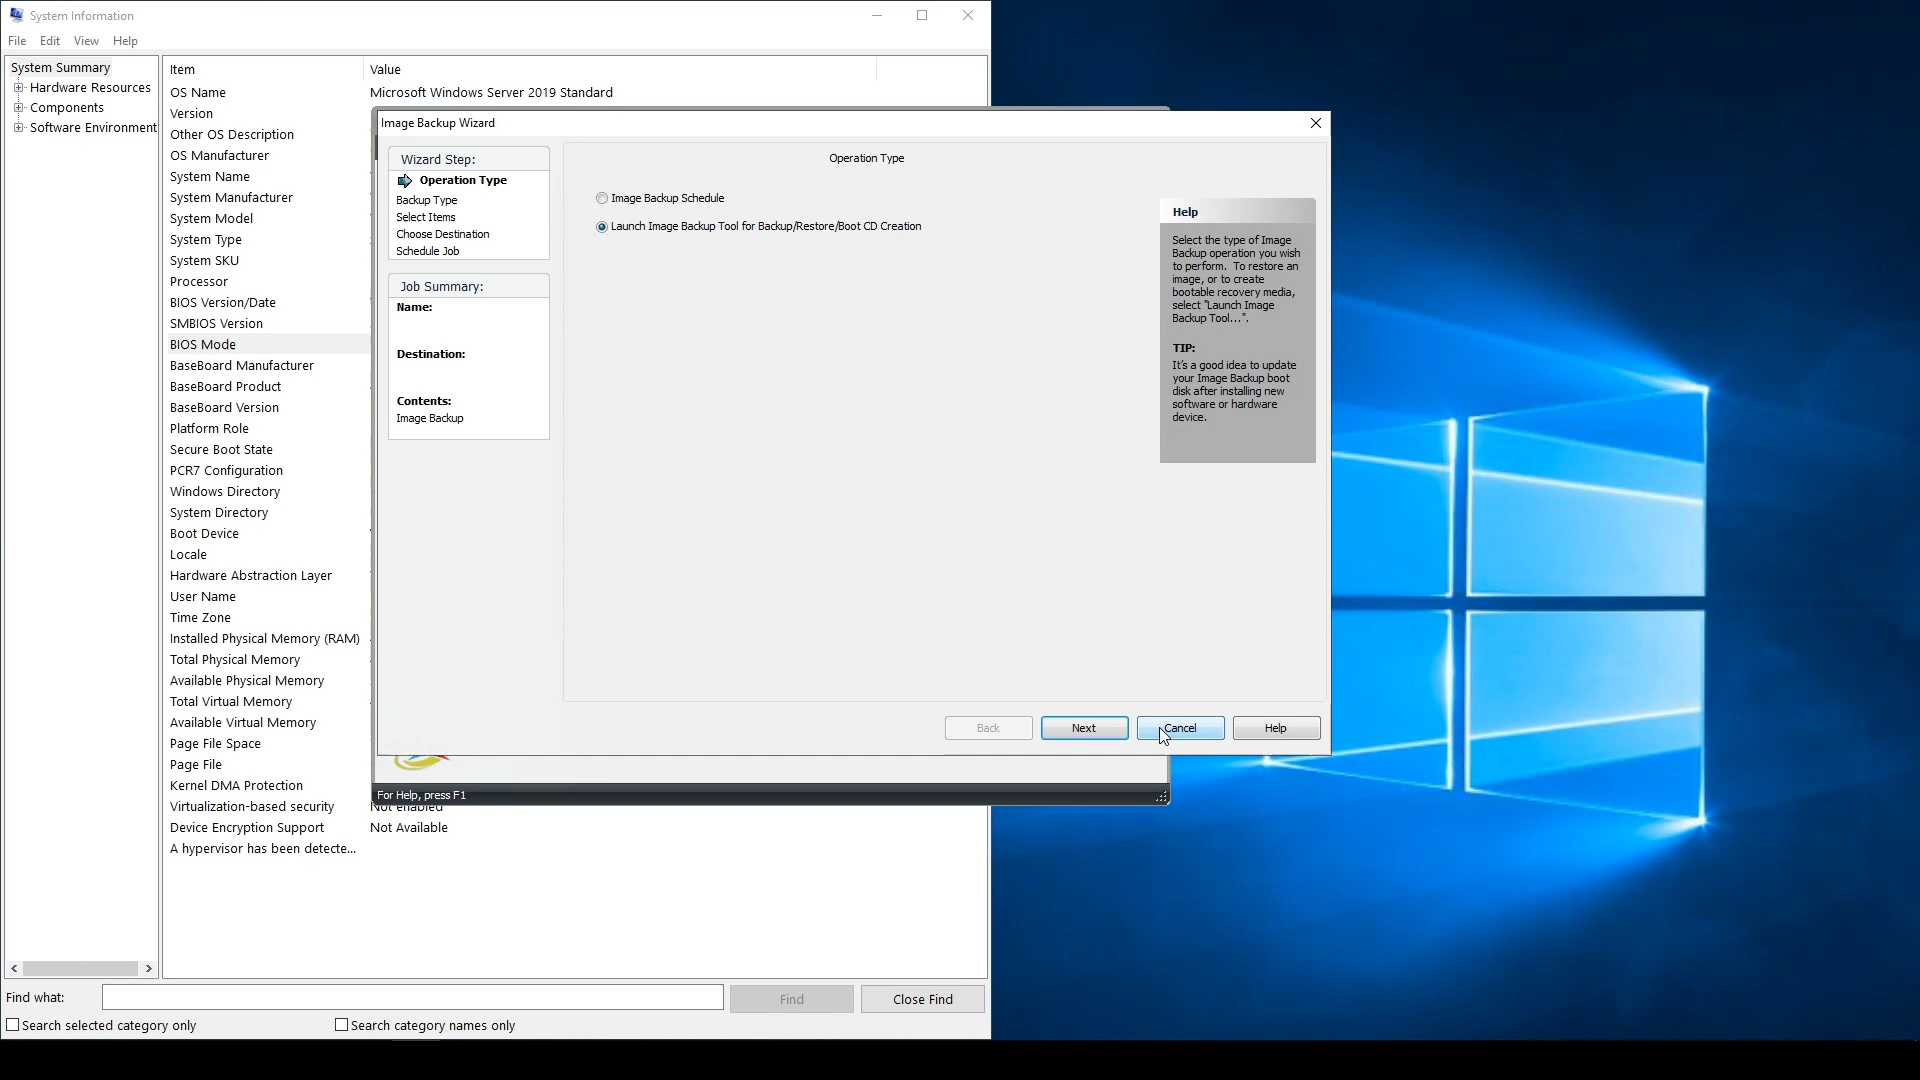 System Information
File Edit View Help
System Summary
Hardware Resources
Components
Software Environment
Item Value
OS Name Microsoft Windows Server 2019 Standard
Version
Other OS Description
OS Manufacturer
System Name
System Manufacturer
System Model
System Type
System SKU
Processor
BIOS Version/Date
SMBIOS Version
BIOS Mode
BaseBoard Manufacturer
BaseBoard Product
BaseBoard Version
Platform Role
Secure Boot State
PCR7 Configuration
Windows Directory
System Directory
Boot Device
Locale
Hardware Abstraction Layer
User Name
Time Zone
Installed Physical Memory (RAM)
Total Physical Memory
Available Physical Memory
Total Virtual Memory
Available Virtual Memory
Page File Space
Page File
Kernel DMA Protection
Virtualization-based security Not enabled
Device Encryption Support Not Available
A hypervisor has been detecte...
Find what:
Find
Close Find
Search selected category only
Search category names only
Image Backup Wizard
Wizard Step:
Operation Type
Backup Type
Select Items
Choose Destination
Schedule Job
Job Summary:
Name:
Destination:
Contents:
Image Backup
Operation Type
Image Backup Schedule
Launch Image Backup Tool for Backup/Restore/Boot CD Creation
Help
Select the type of Image
Backup operation you wish
to perform. To restore an
image, or to create
bootable recovery media,
select "Launch Image
Backup Tool...".
TIP:
It's a good idea to update
your Image Backup boot
disk after installing new
software or hardware
device.
Back
Next
Cancel
Help
For Help, press F1